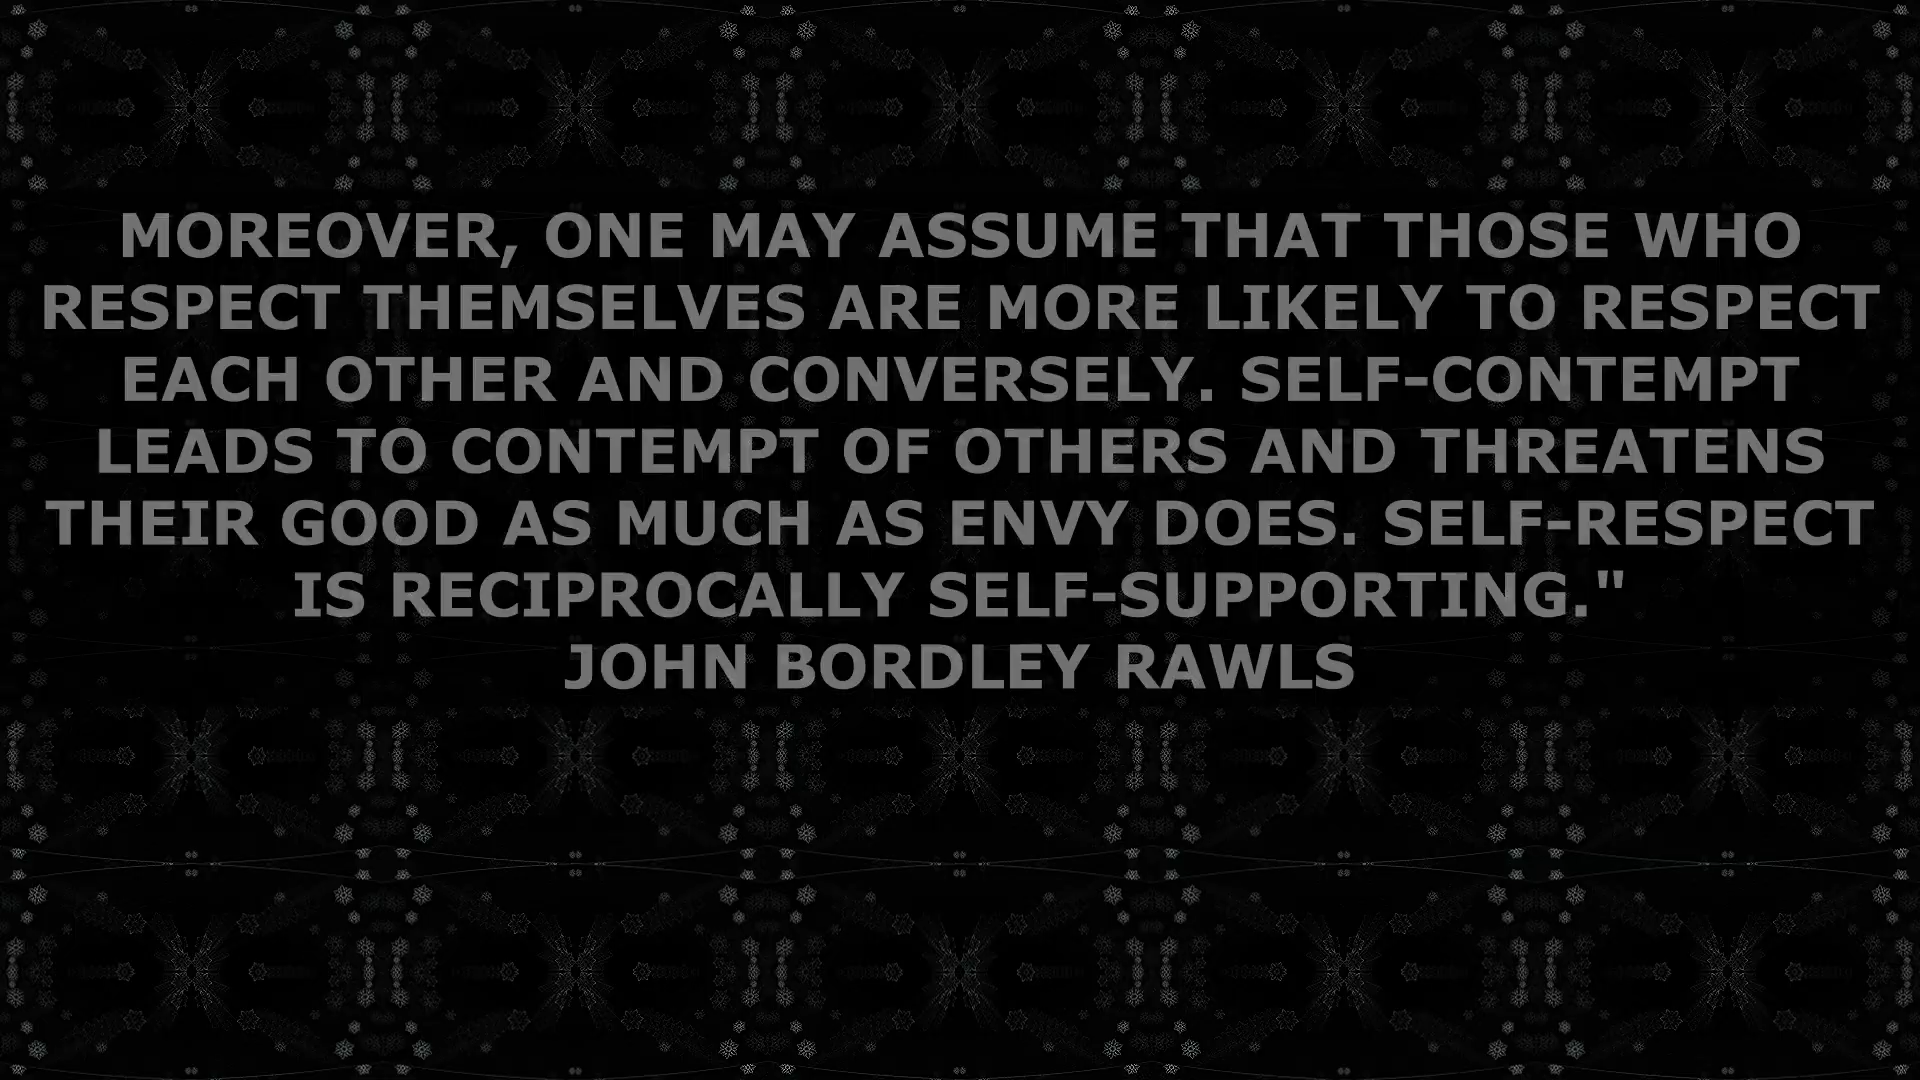 MOREOVER, ONE MAY ASSUME THAT THOSE WHO
RESPECT THEMSELVES ARE MORE LIKELY TO RESPECT
EACH OTHER AND CONVERSELY. SELF-CONTEMPT
LEADS TO CONTEMPT OF OTHERS AND THREATENS
THEIR GOOD AS MUCH AS ENVY DOES. SELF-RESPECT
IS RECIPROCALLY SELF-SUPPORTING."
JOHN BORDLEY RAWLS